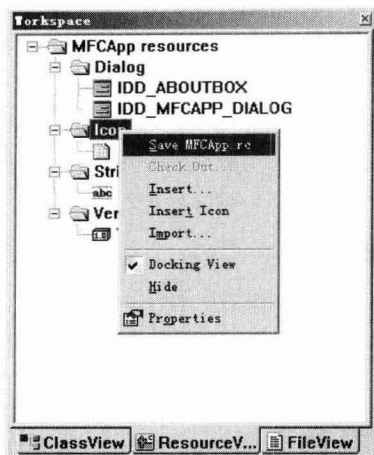 Workspace
MFCApp resources
Dialog
IDD_ABOUTBOX
IDD_MFCAPP_DIALOG
Icon
Save MFCApp.rc
Check Out...
Stri
Insert...
abc
Insert Icon
Ver
Import...
Docking View
Hide
Properties
ClassView ResourceV... FileView